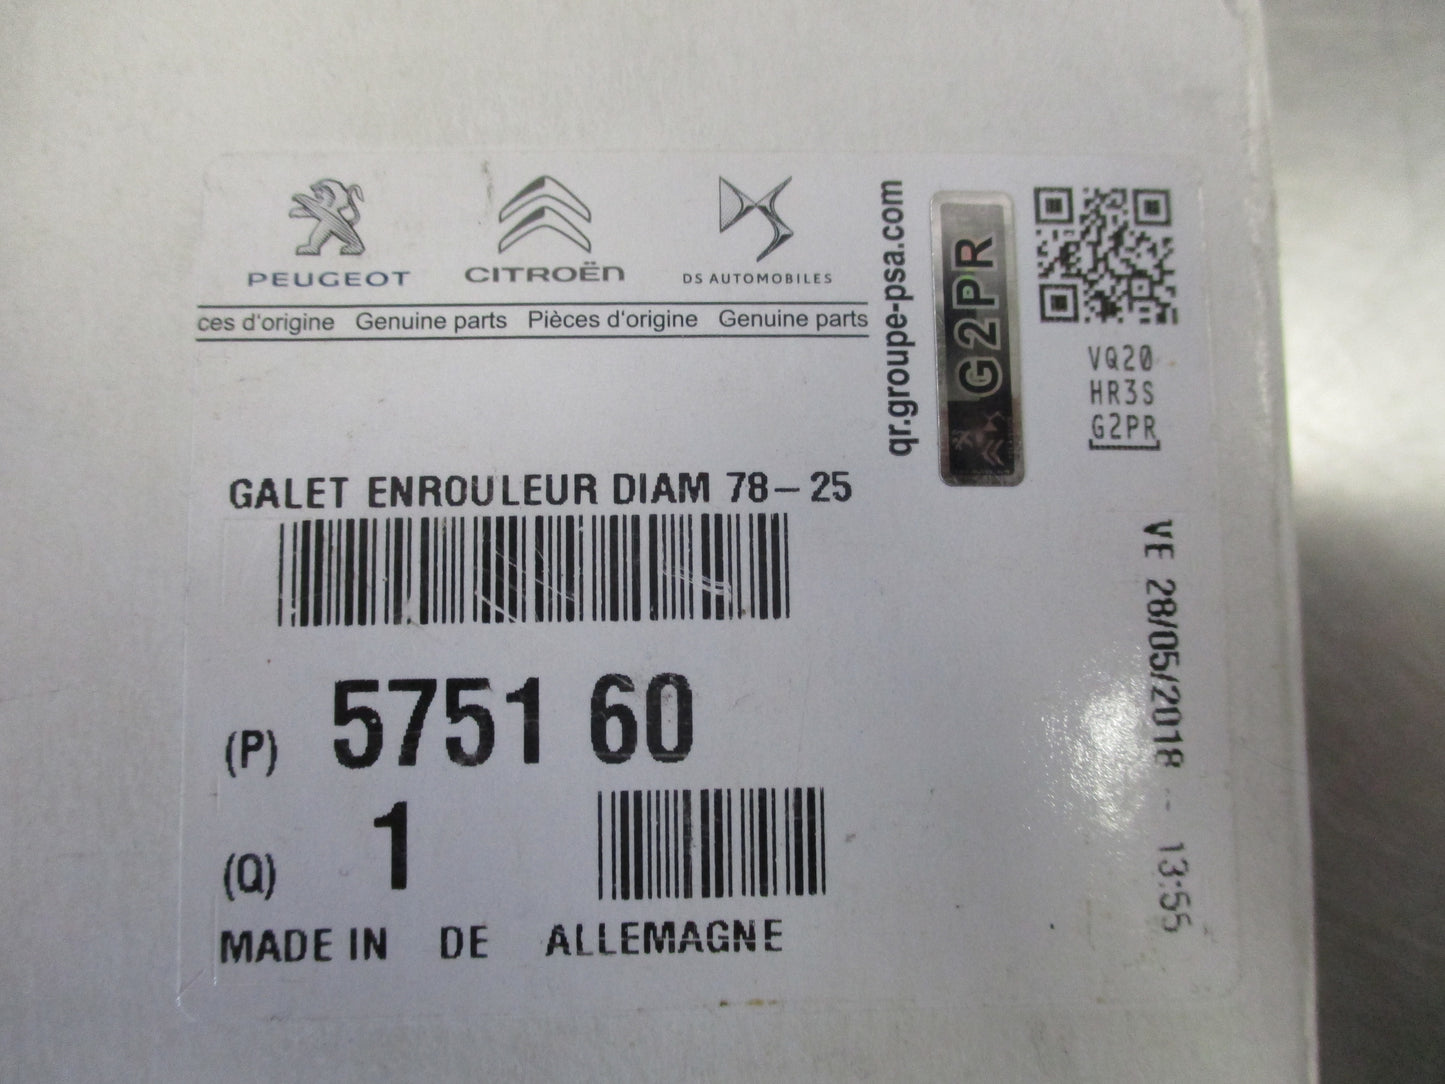 PEUGEOT CITROËN DS AUTOMOBILES
ces d'origine Genuine parts Pièces d'origine Genuine parts
qr.groupe-psa.com
G2PR
VQ20
HR3S
G2PR
GALET ENROULEUR DIAM 78-25
(P) 5751 60
(Q) 1
MADE IN DE ALLEMAGNE
VE 28/05/2018 - 13:55